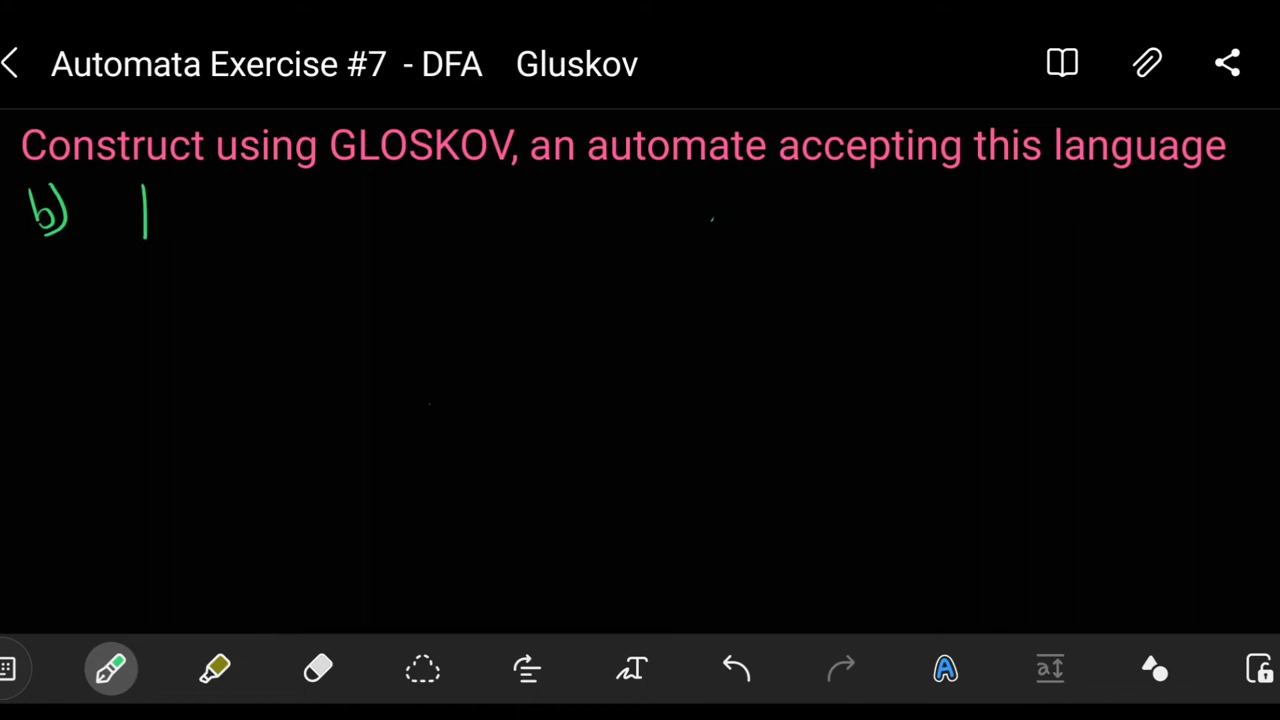 Automata Exercise #7 - DFA Gluskov
Construct using GLOSKOV, an automate accepting this language
b) |